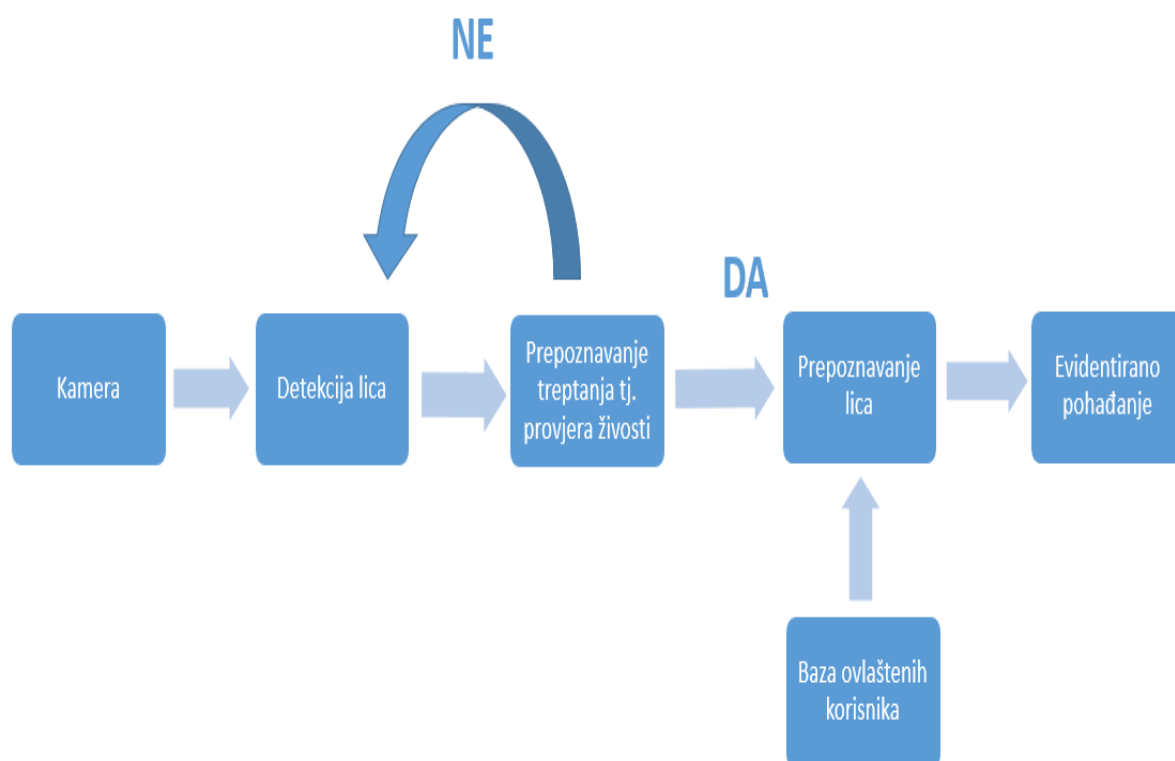 NE
DA
Kamera
Detekcija lica
Prepoznavanje
treptanja tj.
provjera živosti
Prepoznavanje
lica
Evidentirano
pohađanje
Baza ovlaštenih
korisnika